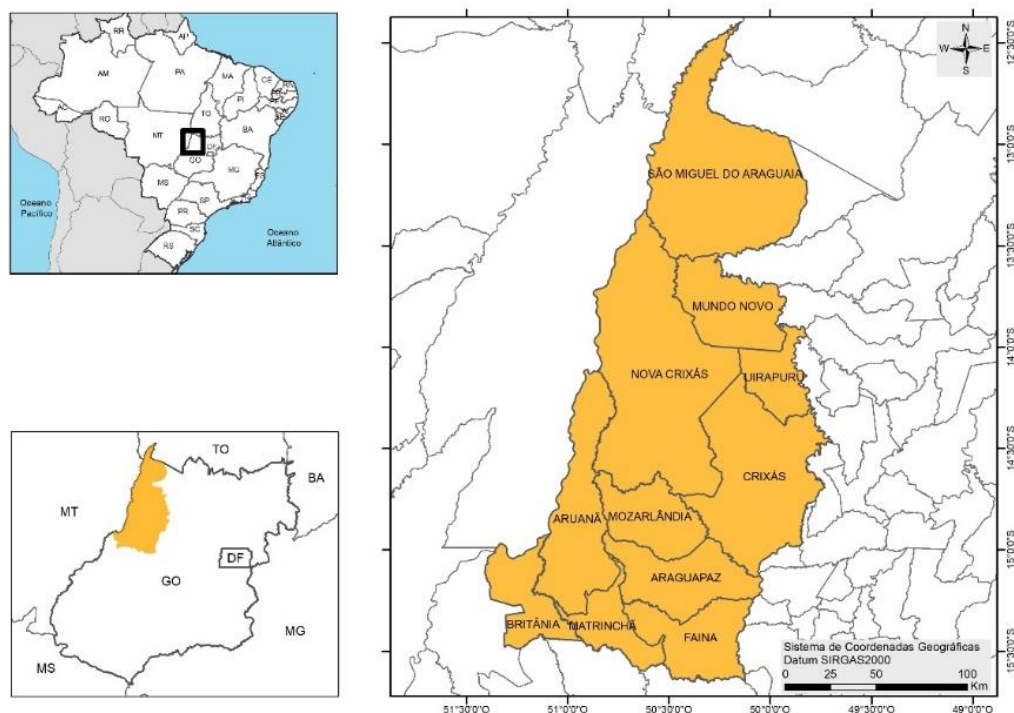 RR
AP
AM
PA
MA
CE
RN
PI
AC
TO
RO
BA
MT
DF
GO
MG
ES
MS
SP
PR
SC
RS
Oceano
Pacífico
Oceano
Atlântico
TO
BA
MT
DF
GO
MG
MS
N
W
E
S
SÃO MIGUEL DO ARAGUAIA
MUNDO NOVO
NOVA CRIXÁS
UIRAPURU
CRIXÁS
ARUANÃ
MOZARLÂNDIA
ARAGUAPAZ
BRITÂNIA
MATRINCHÃ
FAINA
Sistema de Coordenadas Geográficas
Datum SIRGAS2000
0 25 50 100
Km
12°30'0"S
13°0'0"S
13°30'0"S
14°0'0"S
14°30'0"S
15°0'0"S
15°30'0"S
51°30'0"O
51°0'0"O
50°30'0"O
50°0'0"O
49°30'0"O
49°0'0"O